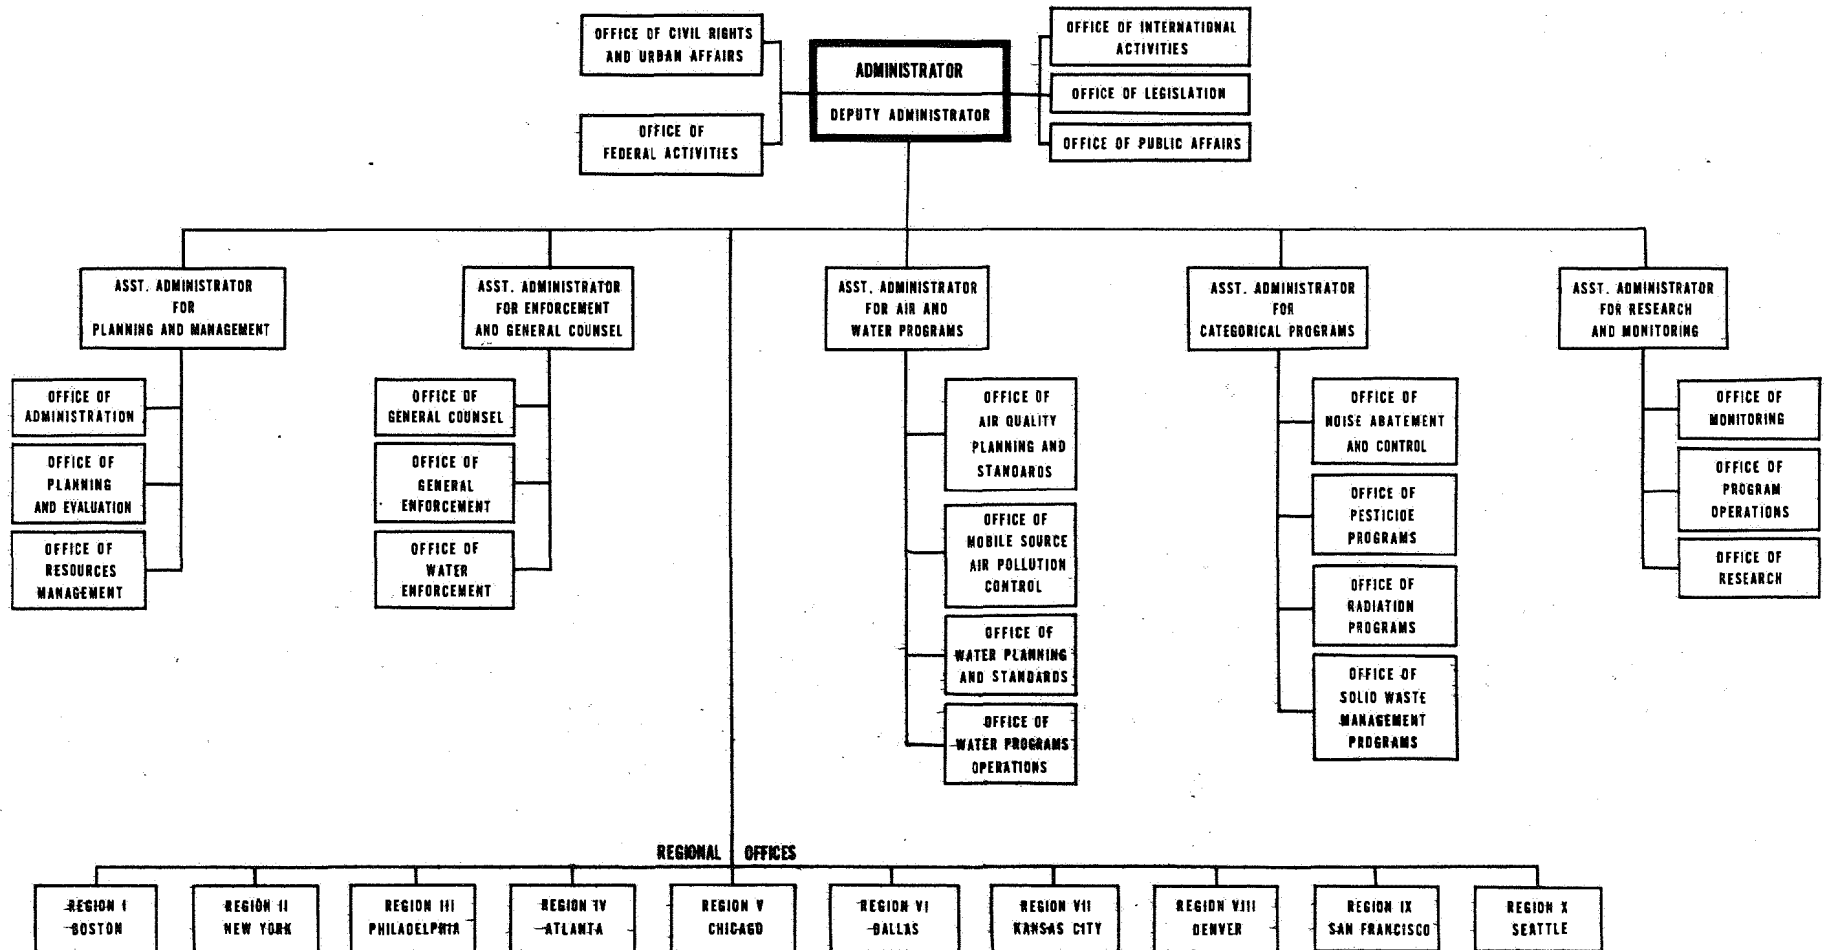 OFFICE OF CIVIL RIGHTS
AND URBAN AFFAIRS
OFFICE OF
FEDERAL ACTIVITIES
ADMINISTRATOR
DEPUTY ADMINISTRATOR
OFFICE OF INTERNATIONAL
ACTIVITIES
OFFICE OF LEGISLATION
OFFICE OF PUBLIC AFFAIRS
ASST. ADMINISTRATOR
FOR
PLANNING AND MANAGEMENT
OFFICE OF
ADMINISTRATION
OFFICE OF
PLANNING
AND EVALUATION
OFFICE OF
RESOURCES
MANAGEMENT
ASST. ADMINISTRATOR
FOR ENFORCEMENT
AND GENERAL COUNSEL
OFFICE OF
GENERAL COUNSEL
OFFICE OF
GENERAL
ENFORCEMENT
OFFICE OF
WATER
ENFORCEMENT
ASST. ADMINISTRATOR
FOR AIR AND
WATER PROGRAMS
OFFICE OF
AIR QUALITY
PLANNING AND
STANDARDS
OFFICE OF
MOBILE SOURCE
AIR POLLUTION
CONTROL
OFFICE OF
WATER PLANNING
AND STANDARDS
OFFICE OF
WATER PROGRAMS
OPERATIONS
ASST. ADMINISTRATOR
FOR
CATEGORICAL PROGRAMS
OFFICE OF
NOISE ABATEMENT
AND CONTROL
OFFICE OF
PESTICIDE
PROGRAMS
OFFICE OF
RADIATION
PROGRAMS
OFFICE OF
SOLID WASTE
MANAGEMENT
PROGRAMS
ASST. ADMINISTRATOR
FOR RESEARCH
AND MONITORING
OFFICE OF
MONITORING
OFFICE OF
PROGRAM
OPERATIONS
OFFICE OF
RESEARCH
REGIONAL OFFICES
REGION I
BOSTON
REGION II
NEW YORK
REGION III
PHILADELPHIA
REGION IV
ATLANTA
REGION V
CHICAGO
REGION VI
DALLAS
REGION VII
KANSAS CITY
REGION VIII
DENVER
REGION IX
SAN FRANCISCO
REGION X
SEATTLE